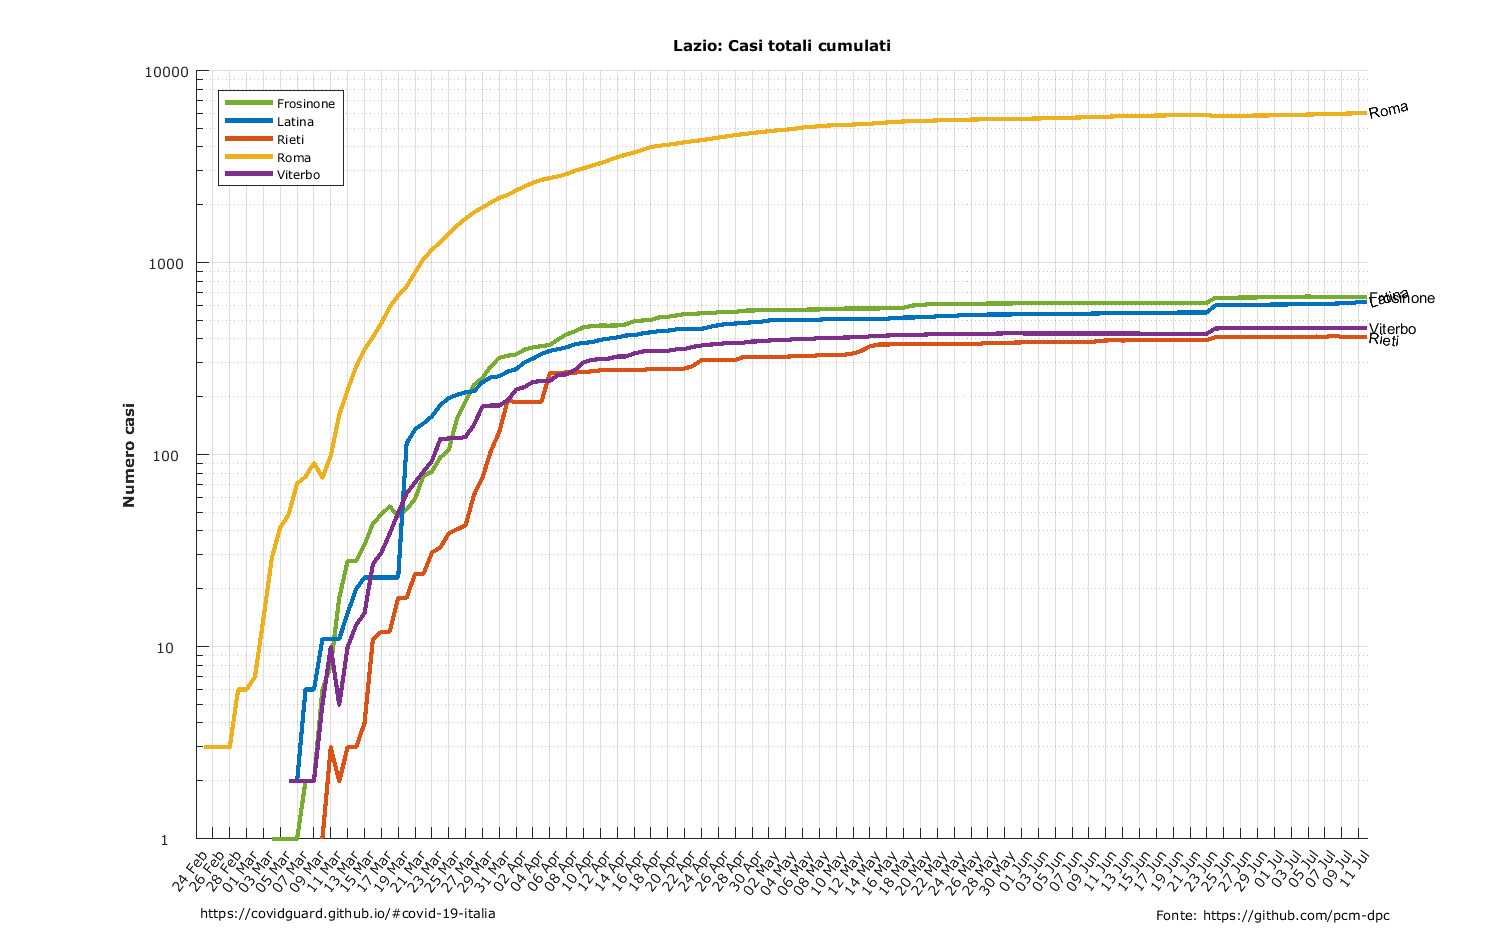 Lazio: Casi totali cumulati
10000
1000
100
10
1
Numero casi
Frosinone
Latina
Rieti
Roma
Viterbo
Roma
Frosinone
Latina
Viterbo
Rieti
24 Feb
26 Feb
28 Feb
01 Mar
03 Mar
05 Mar
07 Mar
09 Mar
11 Mar
13 Mar
15 Mar
17 Mar
19 Mar
21 Mar
23 Mar
25 Mar
27 Mar
29 Mar
31 Mar
02 Apr
04 Apr
06 Apr
08 Apr
10 Apr
12 Apr
14 Apr
16 Apr
18 Apr
20 Apr
22 Apr
24 Apr
26 Apr
28 Apr
30 Apr
02 May
04 May
06 May
08 May
10 May
12 May
14 May
16 May
18 May
20 May
22 May
24 May
26 May
28 May
30 May
01 Jun
03 Jun
05 Jun
07 Jun
09 Jun
11 Jun
13 Jun
15 Jun
17 Jun
19 Jun
21 Jun
23 Jun
25 Jun
27 Jun
29 Jun
01 Jul
03 Jul
05 Jul
07 Jul
09 Jul
11 Jul
https://covidguard.github.io/#covid-19-italia
Fonte: https://github.com/pcm-dpc